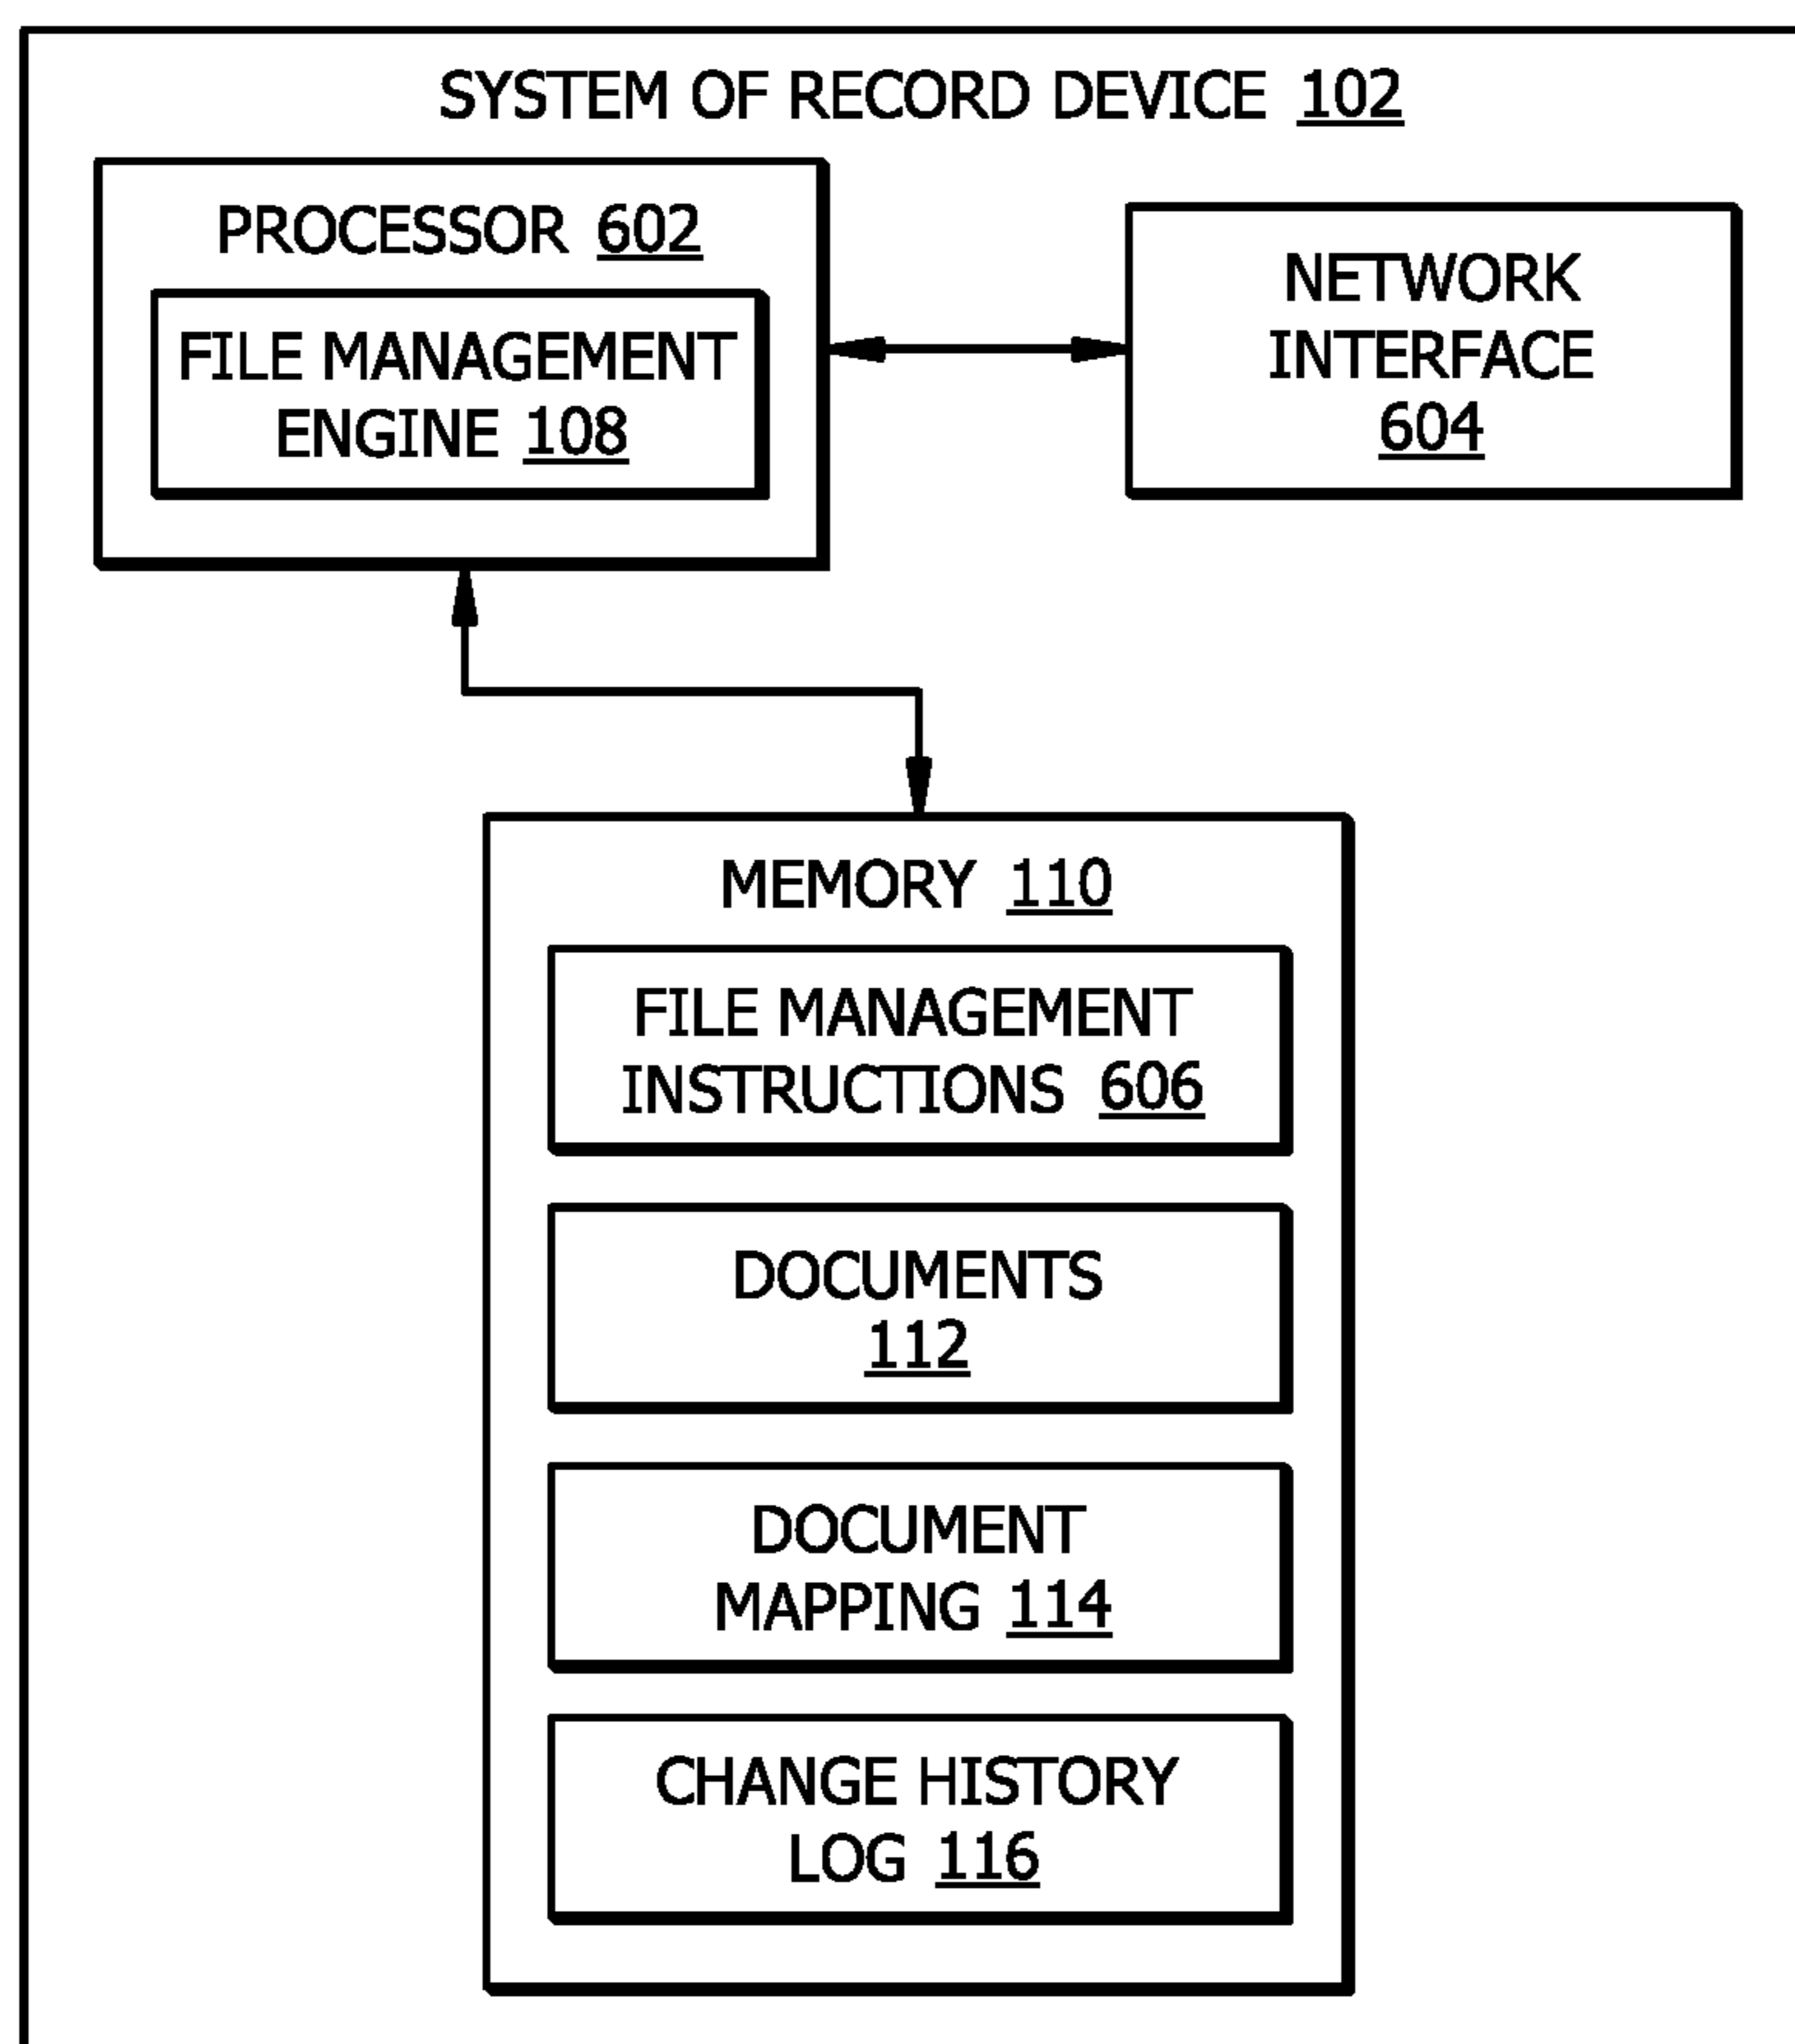 SYSTEM OF RECORD DEVICE 102
PROCESSOR 602
FILE MANAGEMENT
ENGINE 108
NETWORK
INTERFACE
604
MEMORY 110
FILE MANAGEMENT
INSTRUCTIONS 606
DOCUMENTS
112
DOCUMENT
MAPPING 114
CHANGE HISTORY
LOG 116